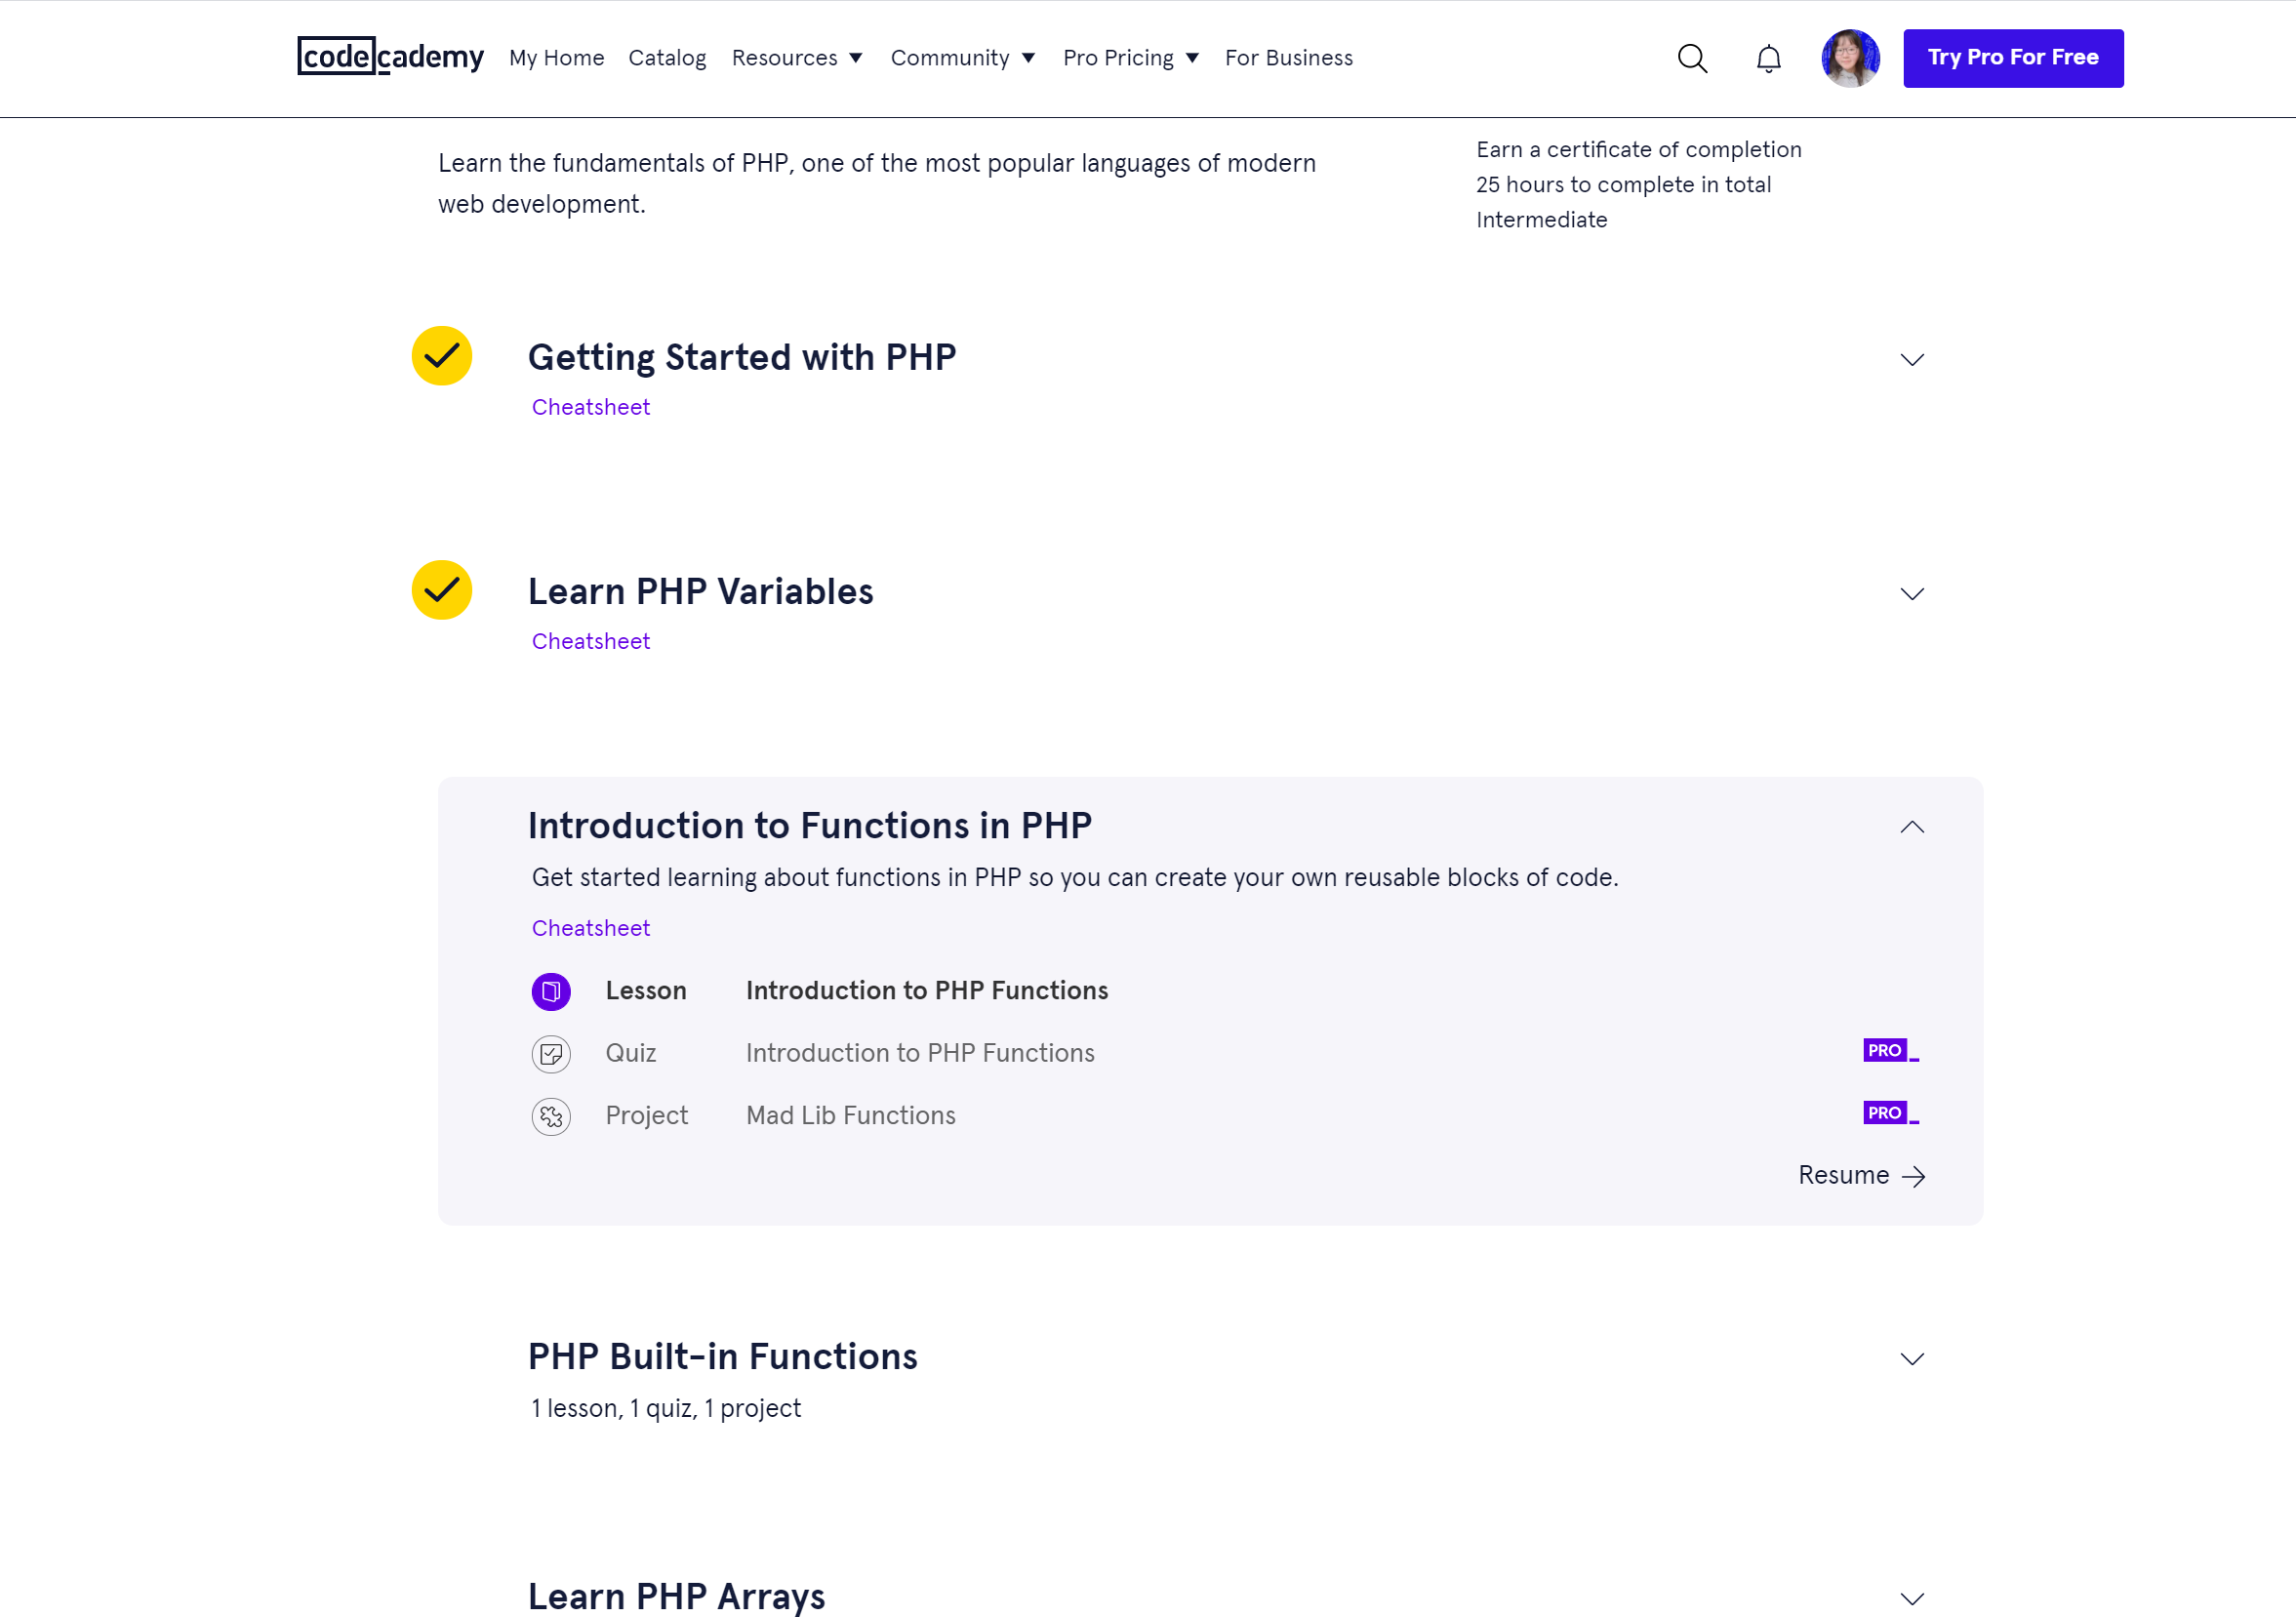 codecademy My Home Catalog Resources Community Pro Pricing For Business Try Pro For Free
Learn the fundamentals of PHP, one of the most popular languages of modern
web development.
Earn a certificate of completion
25 hours to complete in total
Intermediate
Getting Started with PHP
Cheatsheet
Learn PHP Variables
Cheatsheet
Introduction to Functions in PHP
Get started learning about functions in PHP so you can create your own reusable blocks of code.
Cheatsheet
Lesson Introduction to PHP Functions
Quiz Introduction to PHP Functions PRO
Project Mad Lib Functions PRO
Resume
PHP Built-in Functions
1 lesson, 1 quiz, 1 project
Learn PHP Arrays